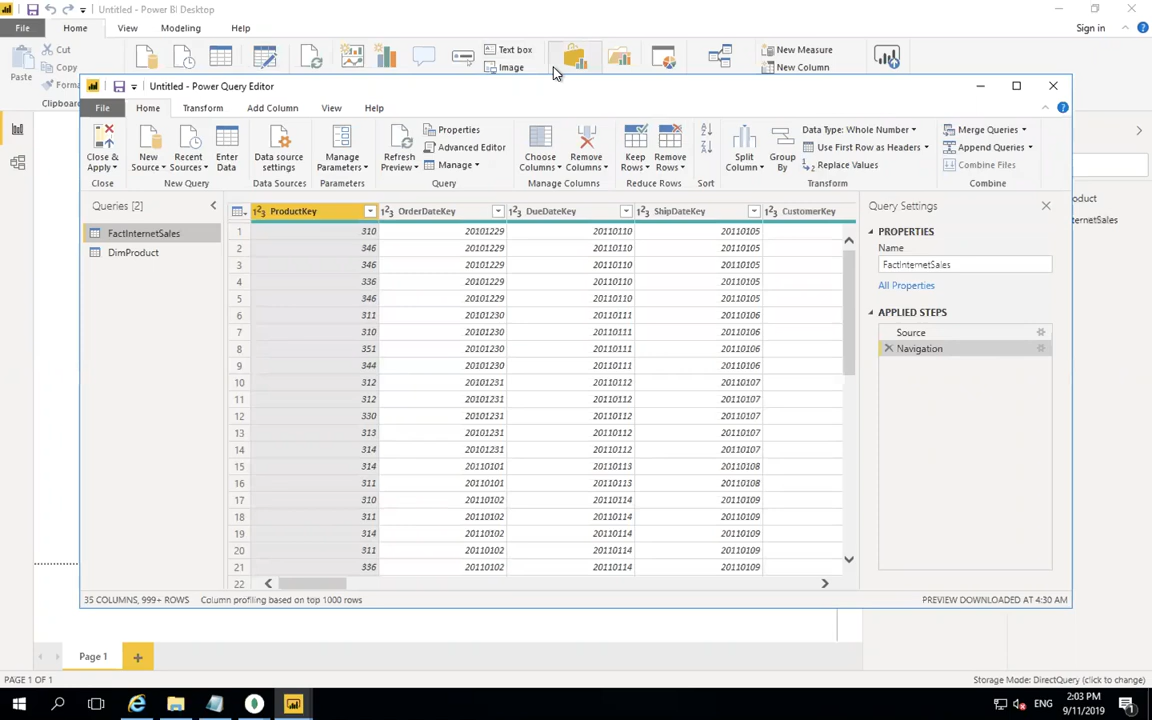 Untitled - Power BI Desktop
File Home View Modeling Help Sign in
Paste Cut Copy Forma Text box Image New Measure New Column
Clipboard
Untitled - Power Query Editor
File Home Transform Add Column View Help
Close & Apply New Source Recent Sources Enter Data Data source settings Manage Parameters Refresh Preview Properties Advanced Editor Manage Choose Columns Remove Columns Keep Rows Remove Rows Split Column Group By Data Type: Whole Number Use First Row as Headers Replace Values Merge Queries Append Queries Combine Files
Close New Query Data Sources Parameters Query Manage Columns Reduce Rows Sort Transform Combine
Queries [2]
FactInternetSales
DimProduct
1²₃ ProductKey 1²₃ OrderDateKey 1²₃ DueDateKey 1²₃ ShipDateKey 1²₃ CustomerKey
1 310 20101229 20110110 20110105
2 346 20101229 20110110 20110105
3 346 20101229 20110110 20110105
4 336 20101229 20110110 20110105
5 346 20101229 20110110 20110105
6 311 20101230 20110111 20110106
7 310 20101230 20110111 20110106
8 351 20101230 20110111 20110106
9 344 20101230 20110111 20110106
10 312 20101231 20110112 20110107
11 312 20101231 20110112 20110107
12 330 20101231 20110112 20110107
13 313 20101231 20110112 20110107
14 314 20101231 20110112 20110107
15 314 20110101 20110113 20110108
16 311 20110101 20110113 20110108
17 310 20110102 20110114 20110109
18 311 20110102 20110114 20110109
19 314 20110102 20110114 20110109
20 311 20110102 20110114 20110109
21 336 20110102 20110114 20110109
22
Query Settings
PROPERTIES
Name
FactInternetSales
All Properties
APPLIED STEPS
Source
Navigation
oduct
nternetSales
35 COLUMNS, 999+ ROWS Column profiling based on top 1000 rows PREVIEW DOWNLOADED AT 4:30 AM
Page 1
PAGE 1 OF 1 Storage Mode: DirectQuery (click to change)
ENG 2:03 PM
9/11/2019 1